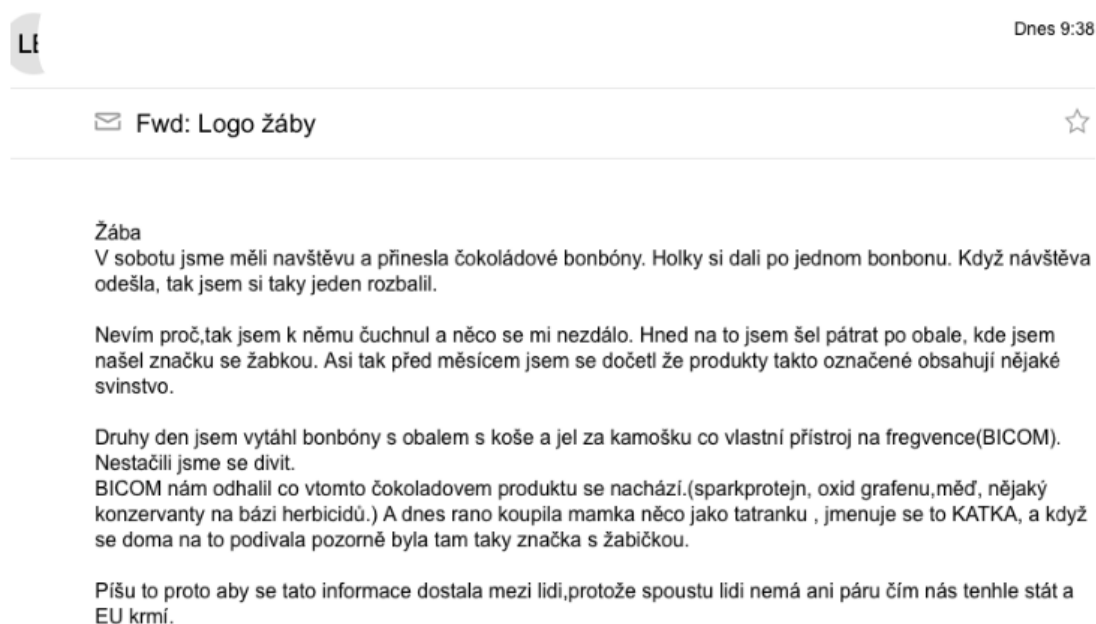 LE
Dnes 9:38
Fwd: Logo žáby
Žába
V sobotu jsme měli navštěvu a přinesla čokoládové bonbóny. Holky si dali po jednom bonbonu. Když návštěva
odešla, tak jsem si taky jeden rozbalil.
Nevím proč,tak jsem k němu čuchnul a něco se mi nezdálo. Hned na to jsem šel pátrat po obale, kde jsem
našel značku se žabkou. Asi tak před měsícem jsem se dočetl že produkty takto označené obsahují nějaké
svinstvo.
Druhy den jsem vytáhl bonbóny s obalem s koše a jel za kamošku co vlastní přístroj na fregvence(BICOM).
Nestačili jsme se divit.
BICOM nám odhalil co vtomto čokoladovem produktu se nachází.(sparkprotejn, oxid grafenu,měď, nějaký
konzervanty na bázi herbicidů.) A dnes rano koupila mamka něco jako tatranku , jmenuje se to KATKA, a když
se doma na to podivala pozorně byla tam taky značka s žabičkou.
Píšu to proto aby se tato informace dostala mezi lidi,protože spoustu lidi nemá ani páru čím nás tenhle stát a
EU krmí.